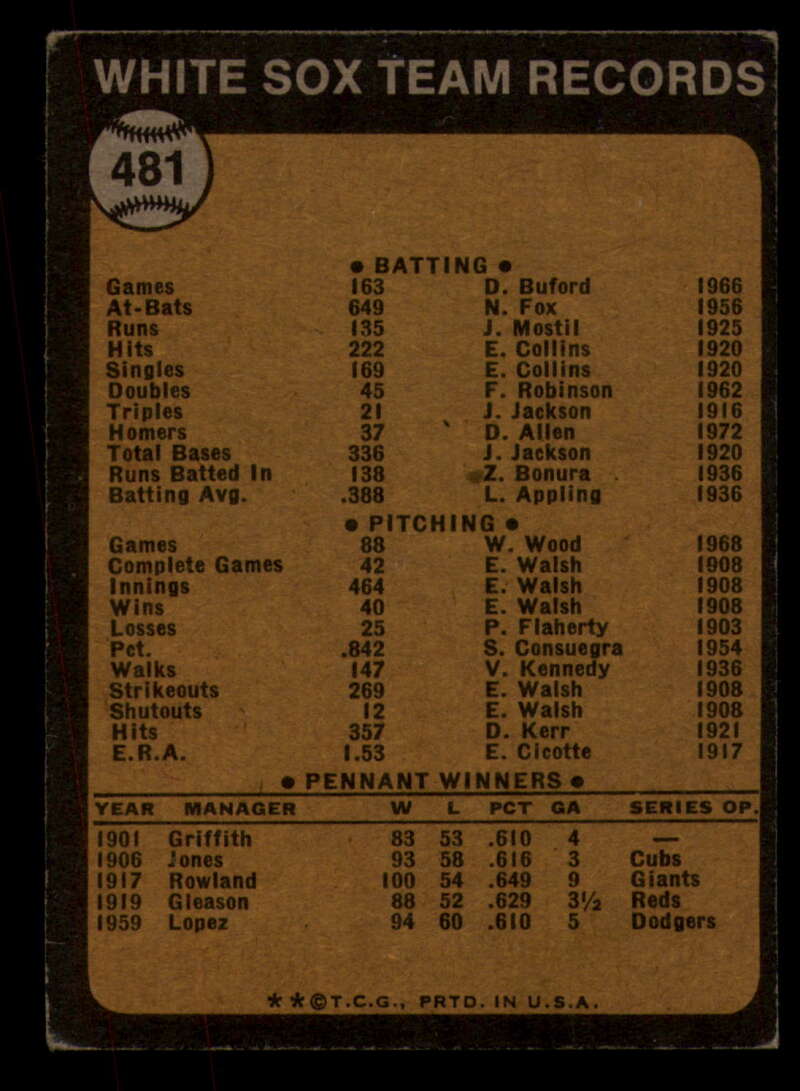 WHITE SOX TEAM RECORDS
481
● BATTING ●
Games 163 D. Buford 1966
At-Bats 649 N. Fox 1956
Runs 135 J. Mostil 1925
Hits 222 E. Collins 1920
Singles 169 E. Collins 1920
Doubles 45 F. Robinson 1962
Triples 21 J. Jackson 1916
Homers 37 D. Allen 1972
Total Bases 336 J. Jackson 1920
Runs Batted In 138 Z. Bonura 1936
Batting Avg. .388 L. Appling 1936
● PITCHING ●
Games 88 W. Wood 1968
Complete Games 42 E. Walsh 1908
Innings 464 E. Walsh 1908
Wins 40 E. Walsh 1908
Losses 25 P. Flaherty 1903
Pct. .842 S. Consuegra 1954
Walks 147 V. Kennedy 1936
Strikeouts 269 E. Walsh 1908
Shutouts 12 E. Walsh 1908
Hits 357 D. Kerr 1921
E.R.A. 1.53 E. Cicotte 1917
● PENNANT WINNERS ●
YEAR MANAGER W L PCT GA SERIES OP.
1901 Griffith 83 53 .610 4 —
1906 Jones 93 58 .616 3 Cubs
1917 Rowland 100 54 .649 9 Giants
1919 Gleason 88 52 .629 3½ Reds
1959 Lopez 94 60 .610 5 Dodgers
★★©T.C.G., PRTD. IN U.S.A.